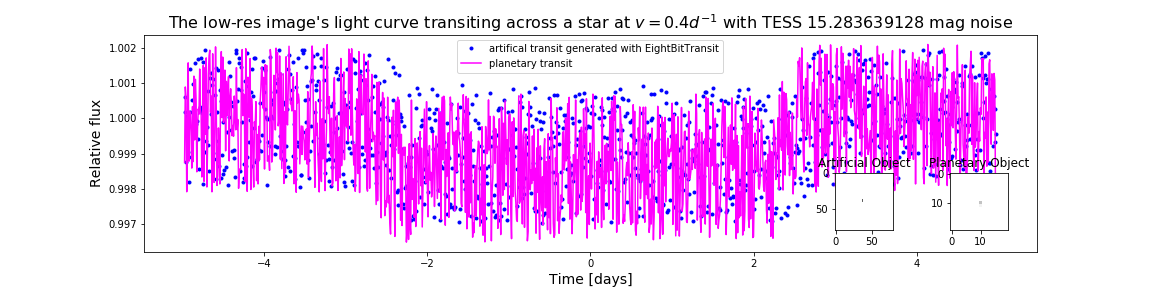 The low-res image's light curve transiting across a star at v = 0.4d⁻¹ with TESS 15.283639128 mag noise
artifical transit generated with EightBitTransit
planetary transit
Relative flux
1.002
1.001
1.000
0.999
0.998
0.997
Artificial Object
0
50
0 50
Planetary Object
0
10
0 10
−4 −2 0 2 4
Time [days]